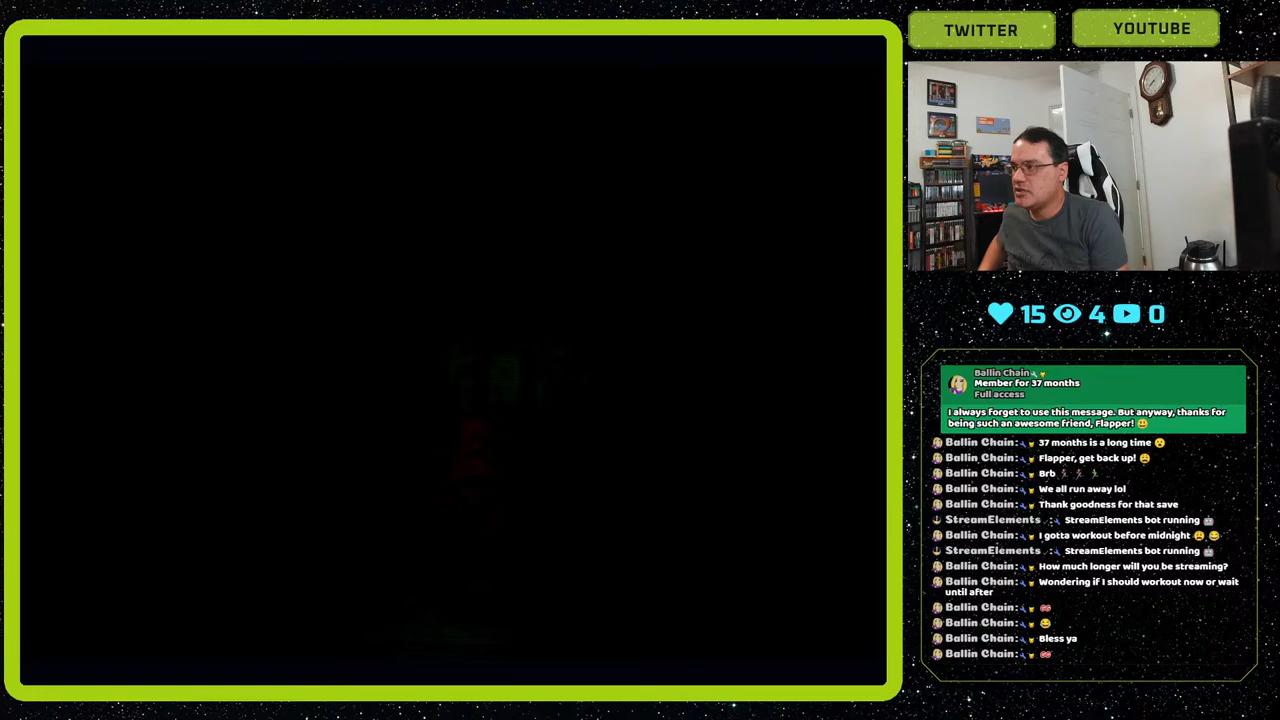 TWITTER
YOUTUBE
15 4 0
Ballin Chain
Member for 37 months
Full access
I always forget to use this message. But anyway, thanks for
being such an awesome friend, Flapper! 😃
Ballin Chain: 37 months is a long time 😮
Ballin Chain: Flapper, get back up! 😩
Ballin Chain: Brb
Ballin Chain: We all run away lol
Ballin Chain: Thank goodness for that save
StreamElements: StreamElements bot running 🤖
Ballin Chain: I gotta workout before midnight 😩 😂
StreamElements: StreamElements bot running 🤖
Ballin Chain: How much longer will you be streaming?
Ballin Chain: Wondering if I should workout now or wait
until after
Ballin Chain:
Ballin Chain: 😂
Ballin Chain: Bless ya
Ballin Chain: